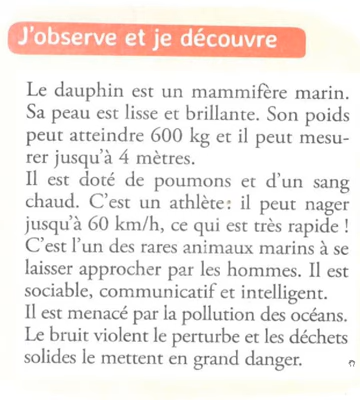 J'observe et je découvre
Le dauphin est un mammifère marin.
Sa peau est lisse et brillante. Son poids
peut atteindre 600 kg et il peut mesu-
rer jusqu'à 4 mètres.
Il est doté de poumons et d'un sang
chaud. C'est un athlète: il peut nager
jusqu'à 60 km/h, ce qui est très rapide !
C'est l'un des rares animaux marins à se
laisser approcher par les hommes. Il est
sociable, communicatif et intelligent.
Il est menacé par la pollution des océans.
Le bruit violent le perturbe et les déchets
solides le mettent en grand danger.